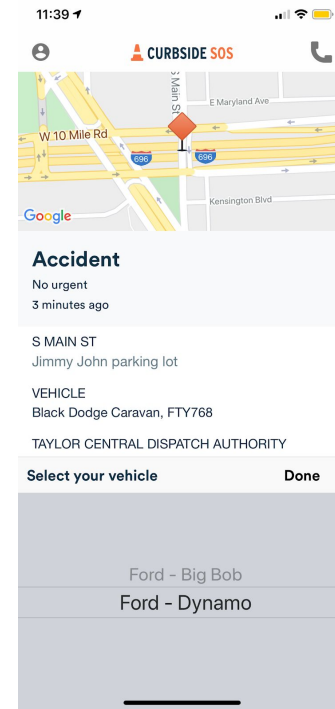 11:39
CURBSIDE SOS
S Main St
E Maryland Ave
W 10 Mile Rd
696
696
Kensington Blvd
Google
Accident
No urgent
3 minutes ago
S MAIN ST
Jimmy John parking lot
VEHICLE
Black Dodge Caravan, FTY768
TAYLOR CENTRAL DISPATCH AUTHORITY
Select your vehicle Done
Ford - Big Bob
Ford - Dynamo